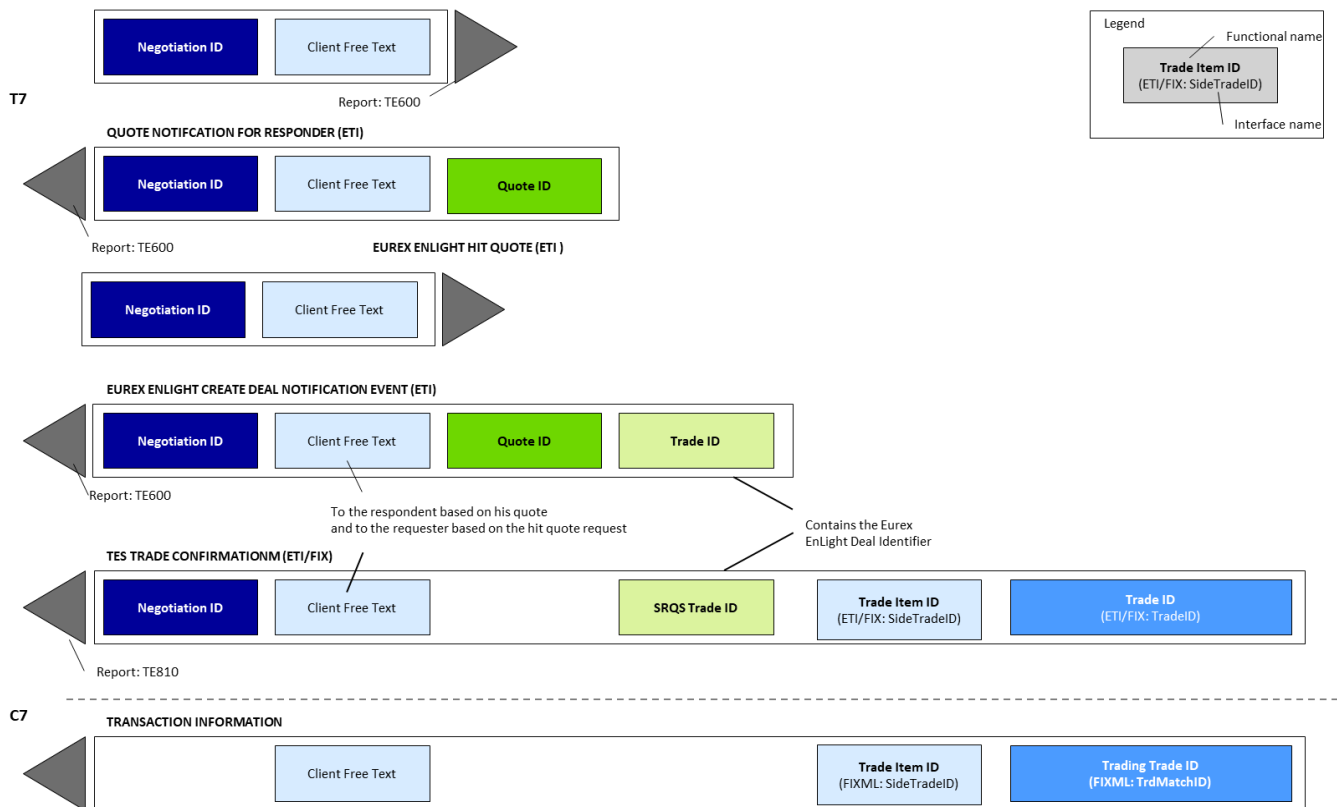 Legend
Functional name
Negotiation ID
Client Free Text
Trade Item ID
(ETI/FIX: SideTradeID)
T7
Report: TE600
Interface name
QUOTE NOTIFCATION FOR RESPONDER (ETI)
Negotiation ID
Client Free Text
Quote ID
Report: TE600
EUREX ENLIGHT HIT QUOTE (ETI )
Negotiation ID
Client Free Text
EUREX ENLIGHT CREATE DEAL NOTIFICATION EVENT (ETI)
Negotiation ID
Client Free Text
Quote ID
Trade ID
Report: TE600
To the respondent based on his quote
and to the requester based on the hit quote request
Contains the Eurex
EnLight Deal Identifier
TES TRADE CONFIRMATIONM (ETI/FIX)
Negotiation ID
Client Free Text
SRQS Trade ID
Trade Item ID
(ETI/FIX: SideTradeID)
Trade ID
(ETI/FIX: TradeID)
Report: TE810
C7
TRANSACTION INFORMATION
Client Free Text
Trade Item ID
(FIXML: SideTradeID)
Trading Trade ID
(FIXML: TrdMatchID)